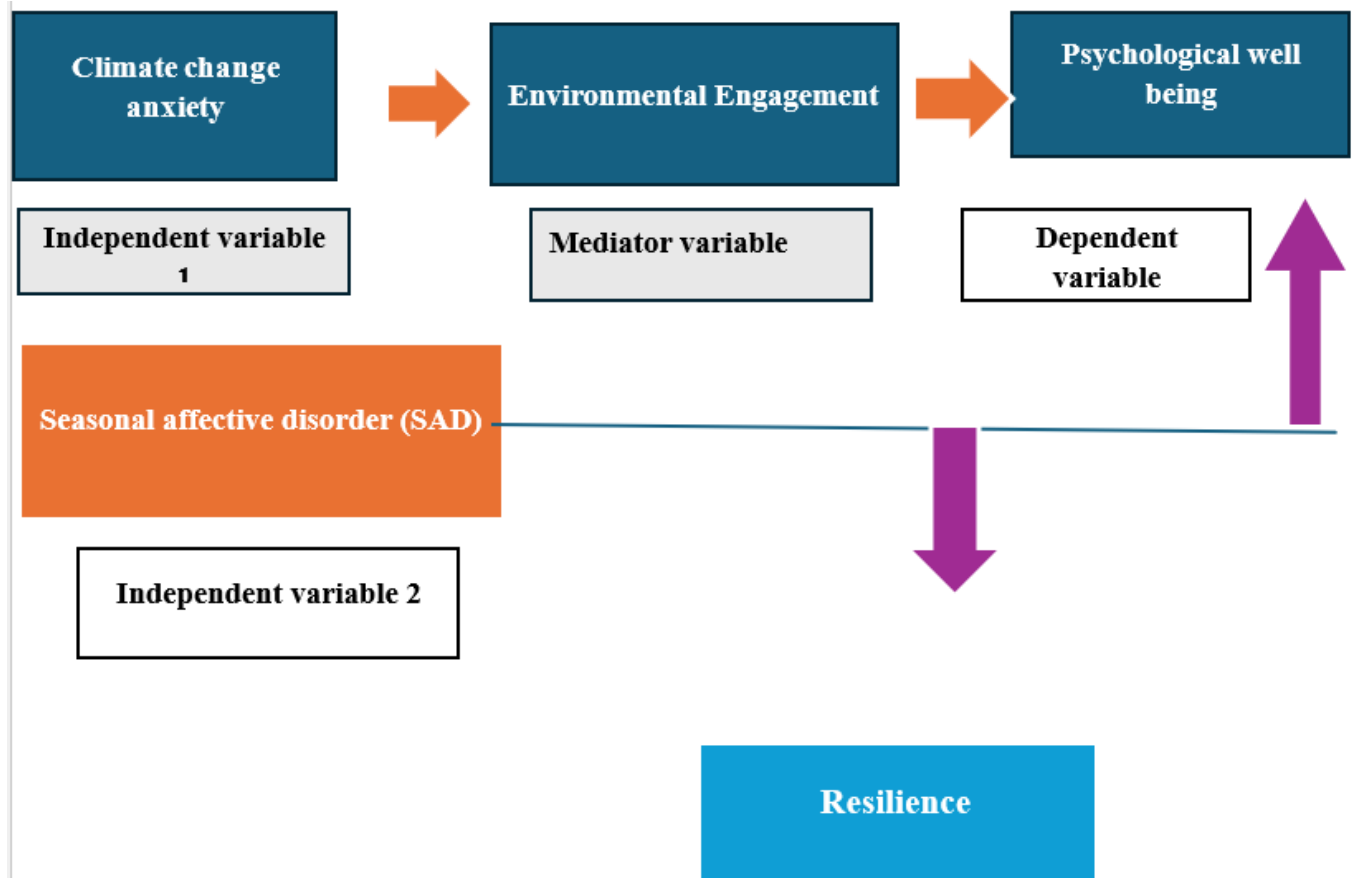 Climate change
anxiety
Environmental Engagement
Psychological well
being
Independent variable
1
Mediator variable
Dependent
variable
Seasonal affective disorder (SAD)
Independent variable 2
Resilience